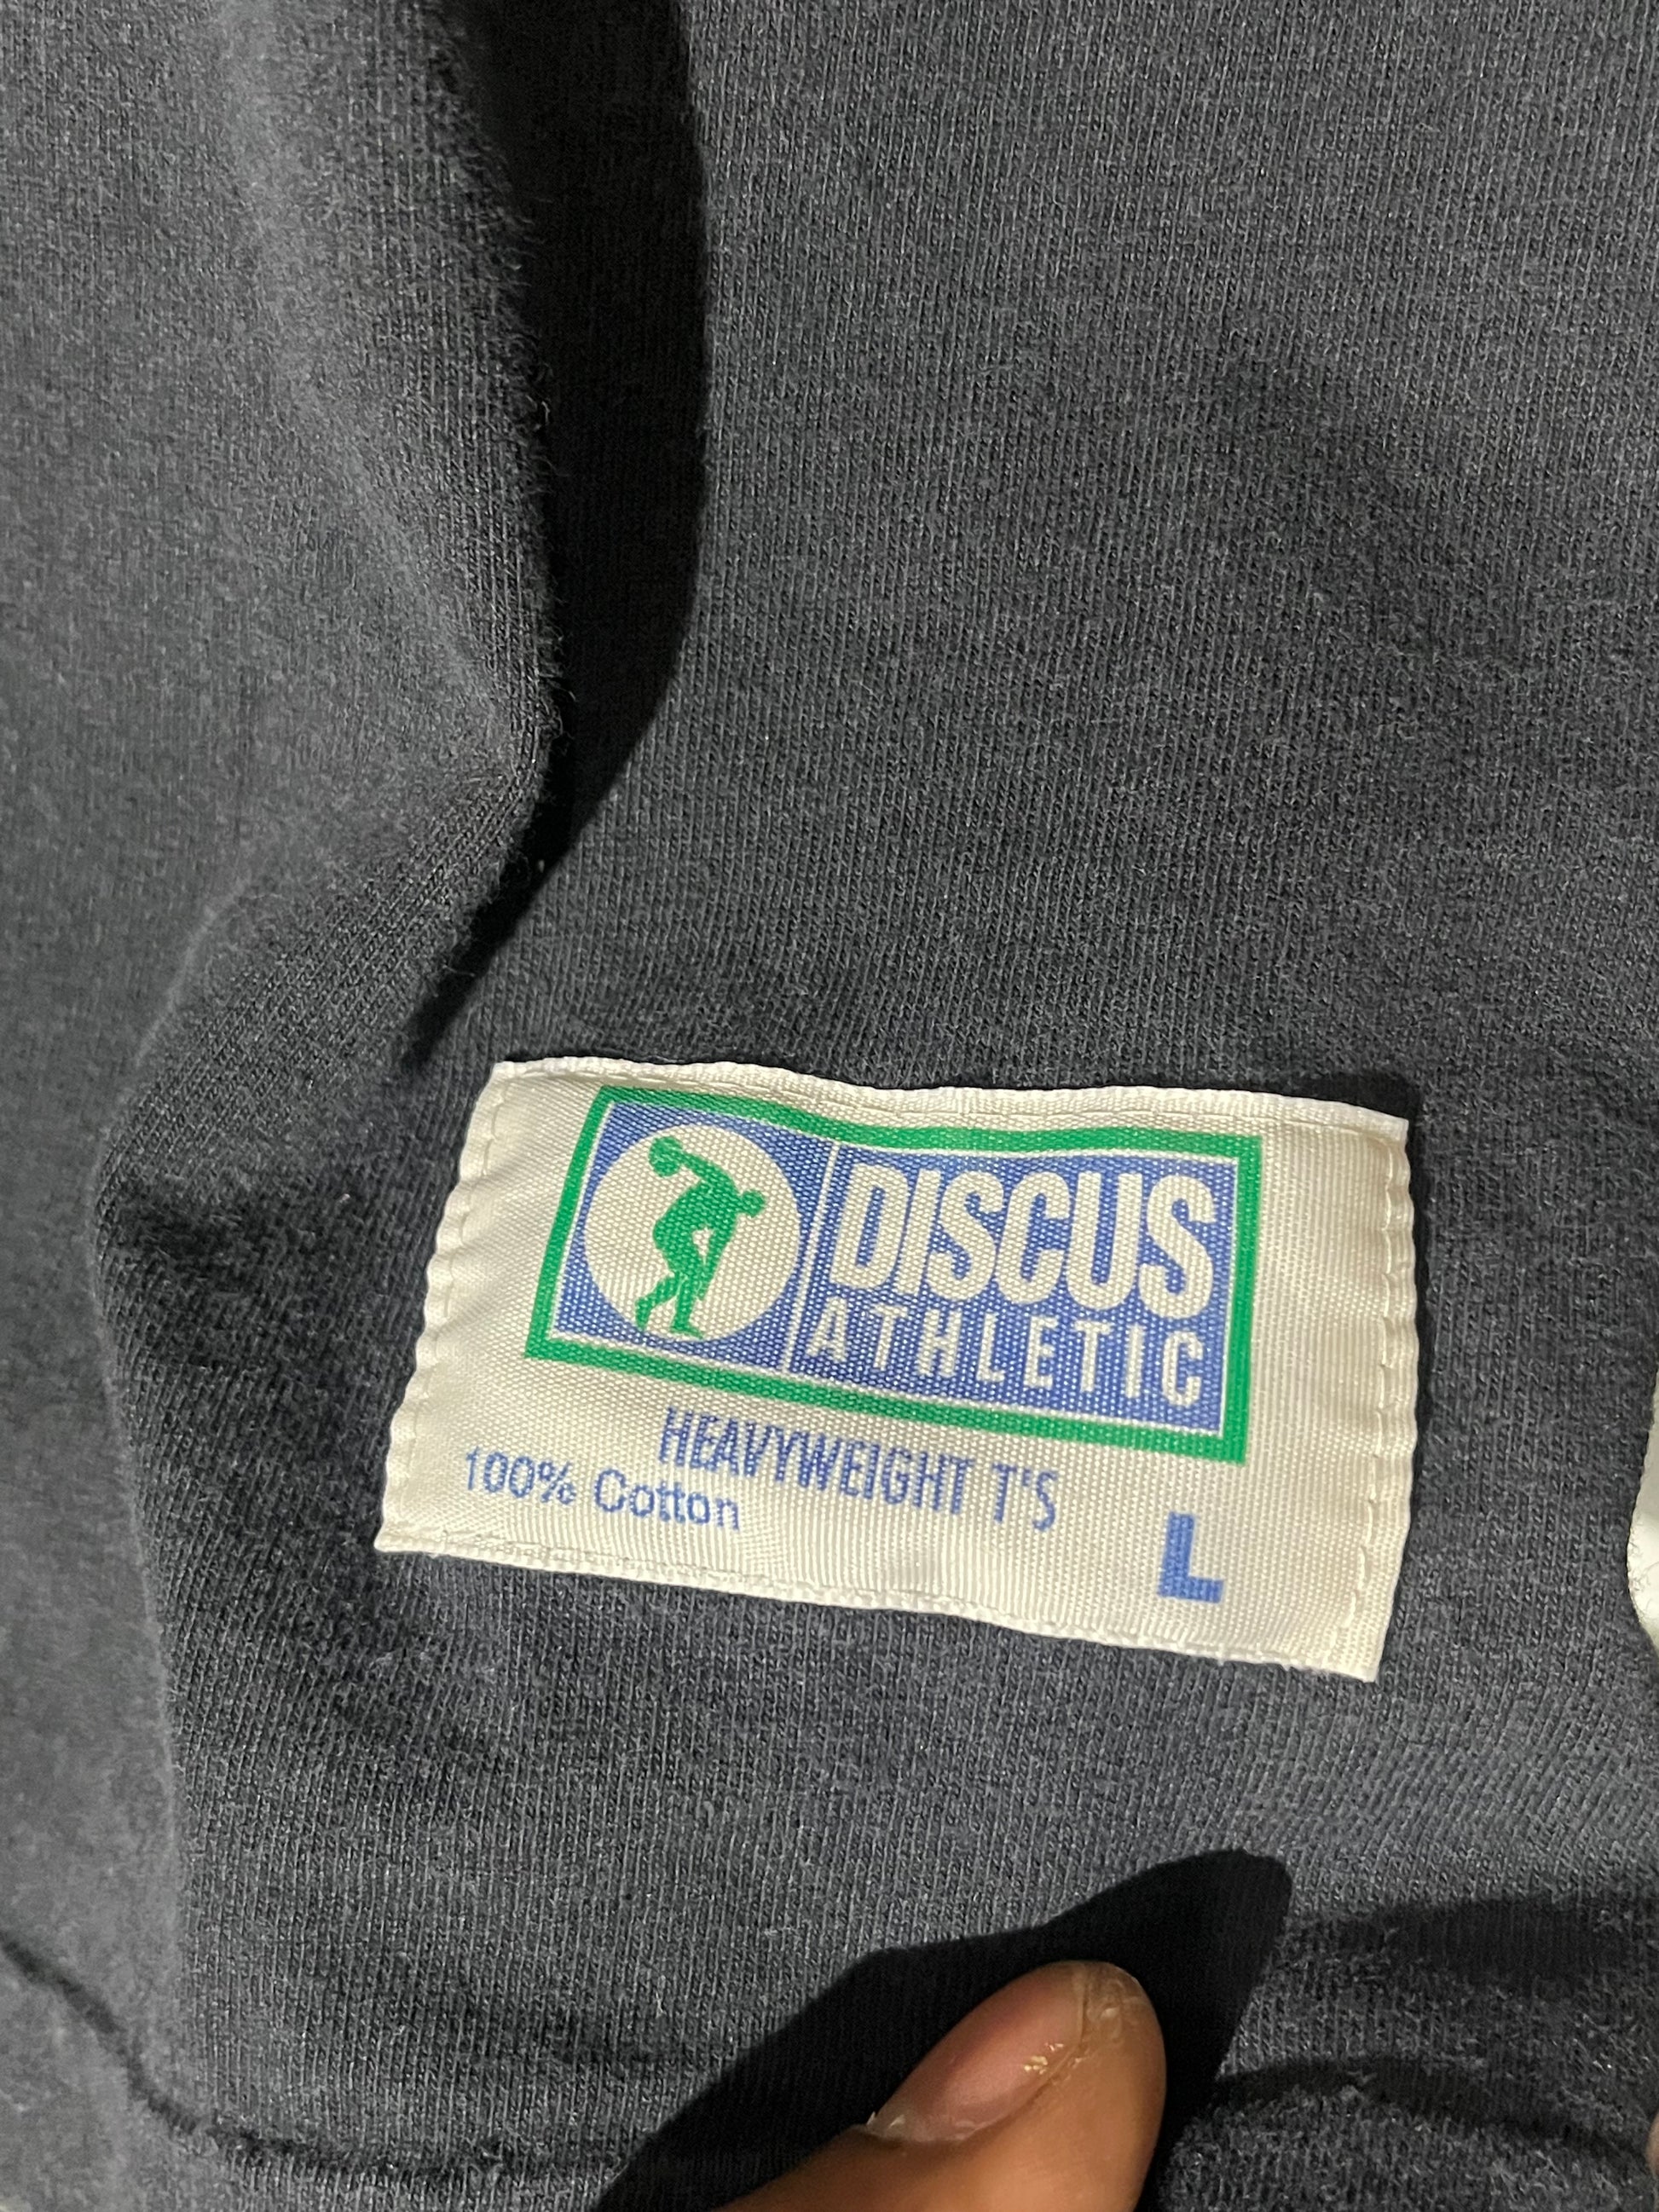 DISCUS
ATHLETIC
HEAVYWEIGHT T'S
100% Cotton
L